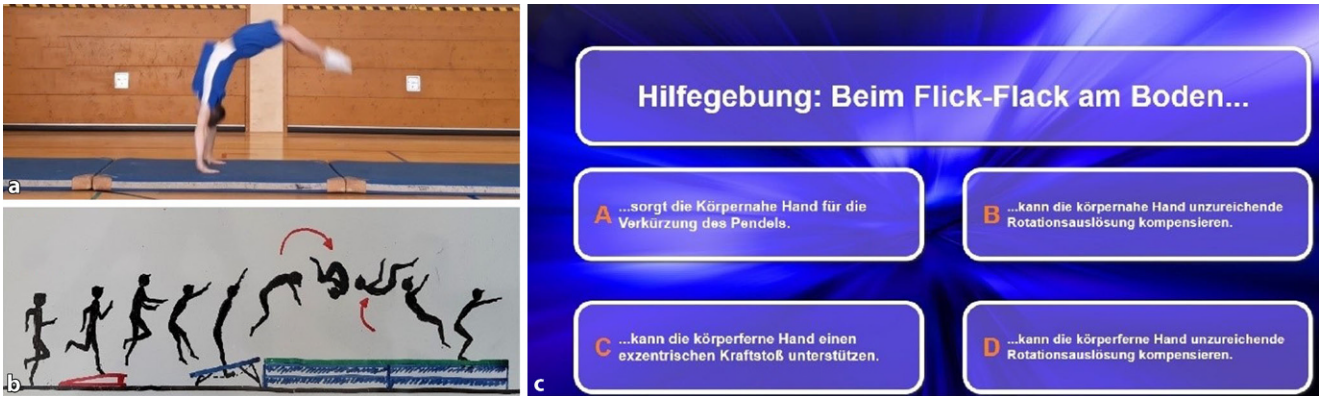 a
b
Hilfegebung: Beim Flick-Flack am Boden...
A ...sorgt die Körpernahe Hand für die
Verkürzung des Pendels.
B ...kann die körpernahe Hand unzureichende
Rotationsauslösung kompensieren.
C ...kann die körperferne Hand einen
exzentrischen Kraftstoß unterstützen.
D ...kann die körperferne Hand unzureichende
Rotationsauslösung kompensieren.
c